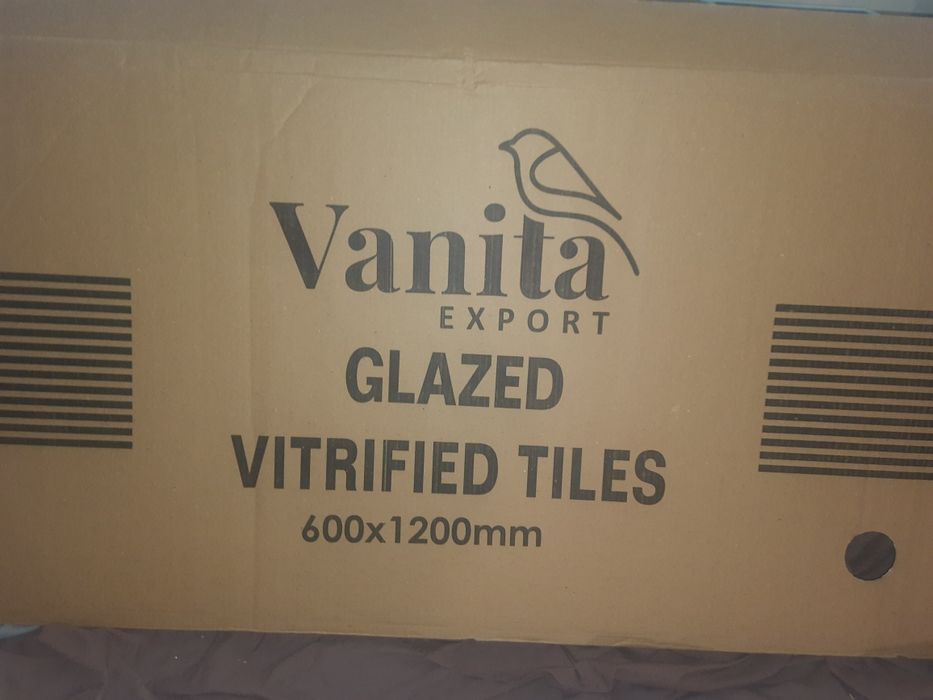 Vanita
EXPORT
GLAZED
VITRIFIED TILES
600x1200mm